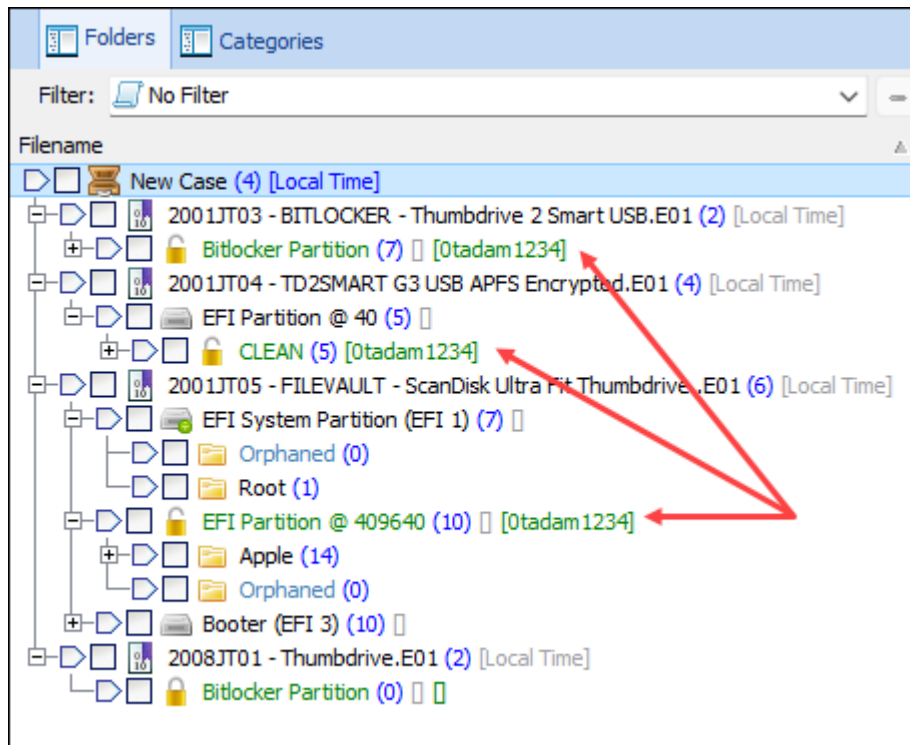 Folders Categories
Filter: No Filter
Filename
New Case (4) [Local Time]
2001JT03 - BITLOCKER - Thumbdrive 2 Smart USB.E01 (2) [Local Time]
Bitlocker Partition (7) [] [0tadam1234]
2001JT04 - TD2SMART G3 USB APFS Encrypted.E01 (4) [Local Time]
EFI Partition @ 40 (5) []
CLEAN (5) [0tadam1234]
2001JT05 - FILEVAULT - ScanDisk Ultra Fit Thumbdrive..E01 (6) [Local Time]
EFI System Partition (EFI 1) (7) []
Orphaned (0)
Root (1)
EFI Partition @ 409640 (10) [] [0tadam1234]
Apple (14)
Orphaned (0)
Booter (EFI 3) (10) []
2008JT01 - Thumbdrive.E01 (2) [Local Time]
Bitlocker Partition (0) [] []